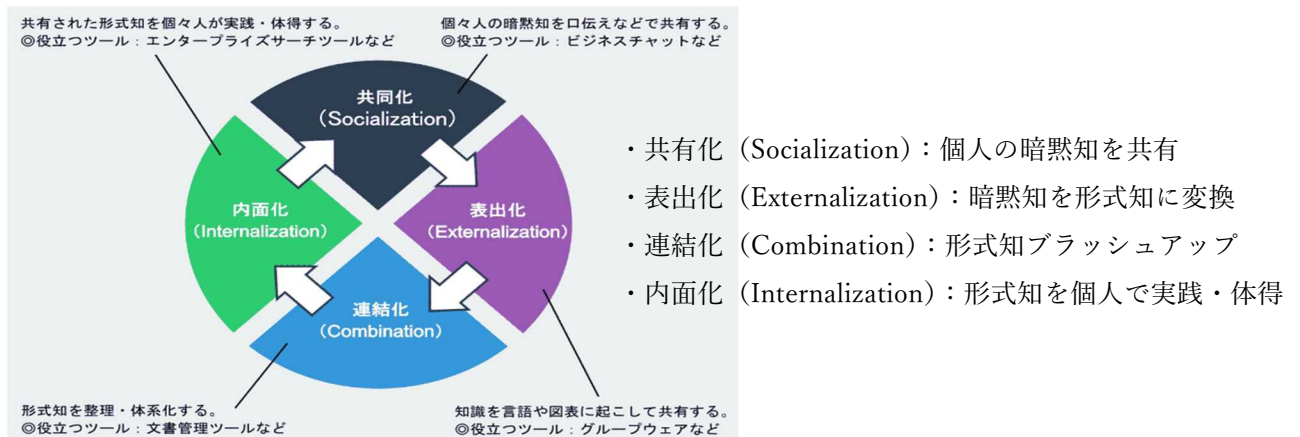 共有された形式知を個々人が実践・体得する。
◎役立つツール：エンタープライズサーチツールなど
個々人の暗黙知を口伝えなどで共有する。
◎役立つツール：ビジネスチャットなど
共同化
（Socialization）
内面化
（Internalization）
表出化
（Externalization）
連結化
（Combination）
形式知を整理・体系化する。
◎役立つツール：文書管理ツールなど
知識を言語や図表に起こして共有する。
◎役立つツール：グループウェアなど
・共有化（Socialization）：個人の暗黙知を共有
・表出化（Externalization）：暗黙知を形式知に変換
・連結化（Combination）：形式知ブラッシュアップ
・内面化（Internalization）：形式知を個人で実践・体得